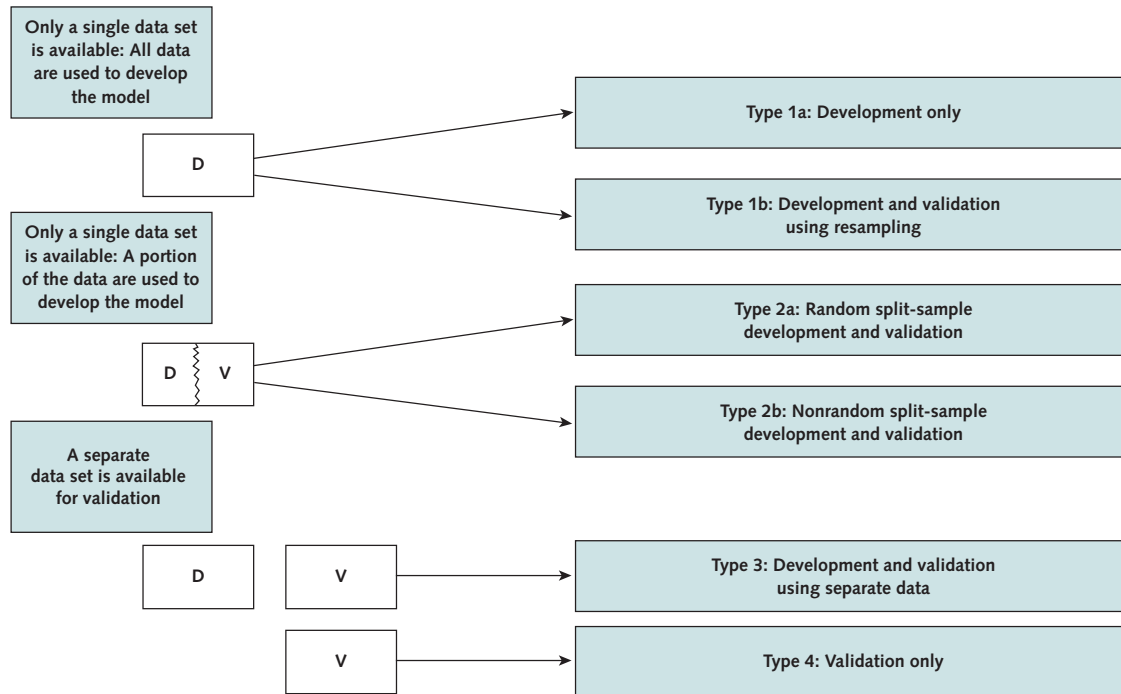 Only a single data set
is available: All data
are used to develop
the model
Type 1a: Development only
D
Type 1b: Development and validation
using resampling
Only a single data set
is available: A portion
of the data are used to
develop the model
Type 2a: Random split-sample
development and validation
D V
Type 2b: Nonrandom split-sample
development and validation
A separate
data set is available
for validation
D V
Type 3: Development and validation
using separate data
V
Type 4: Validation only